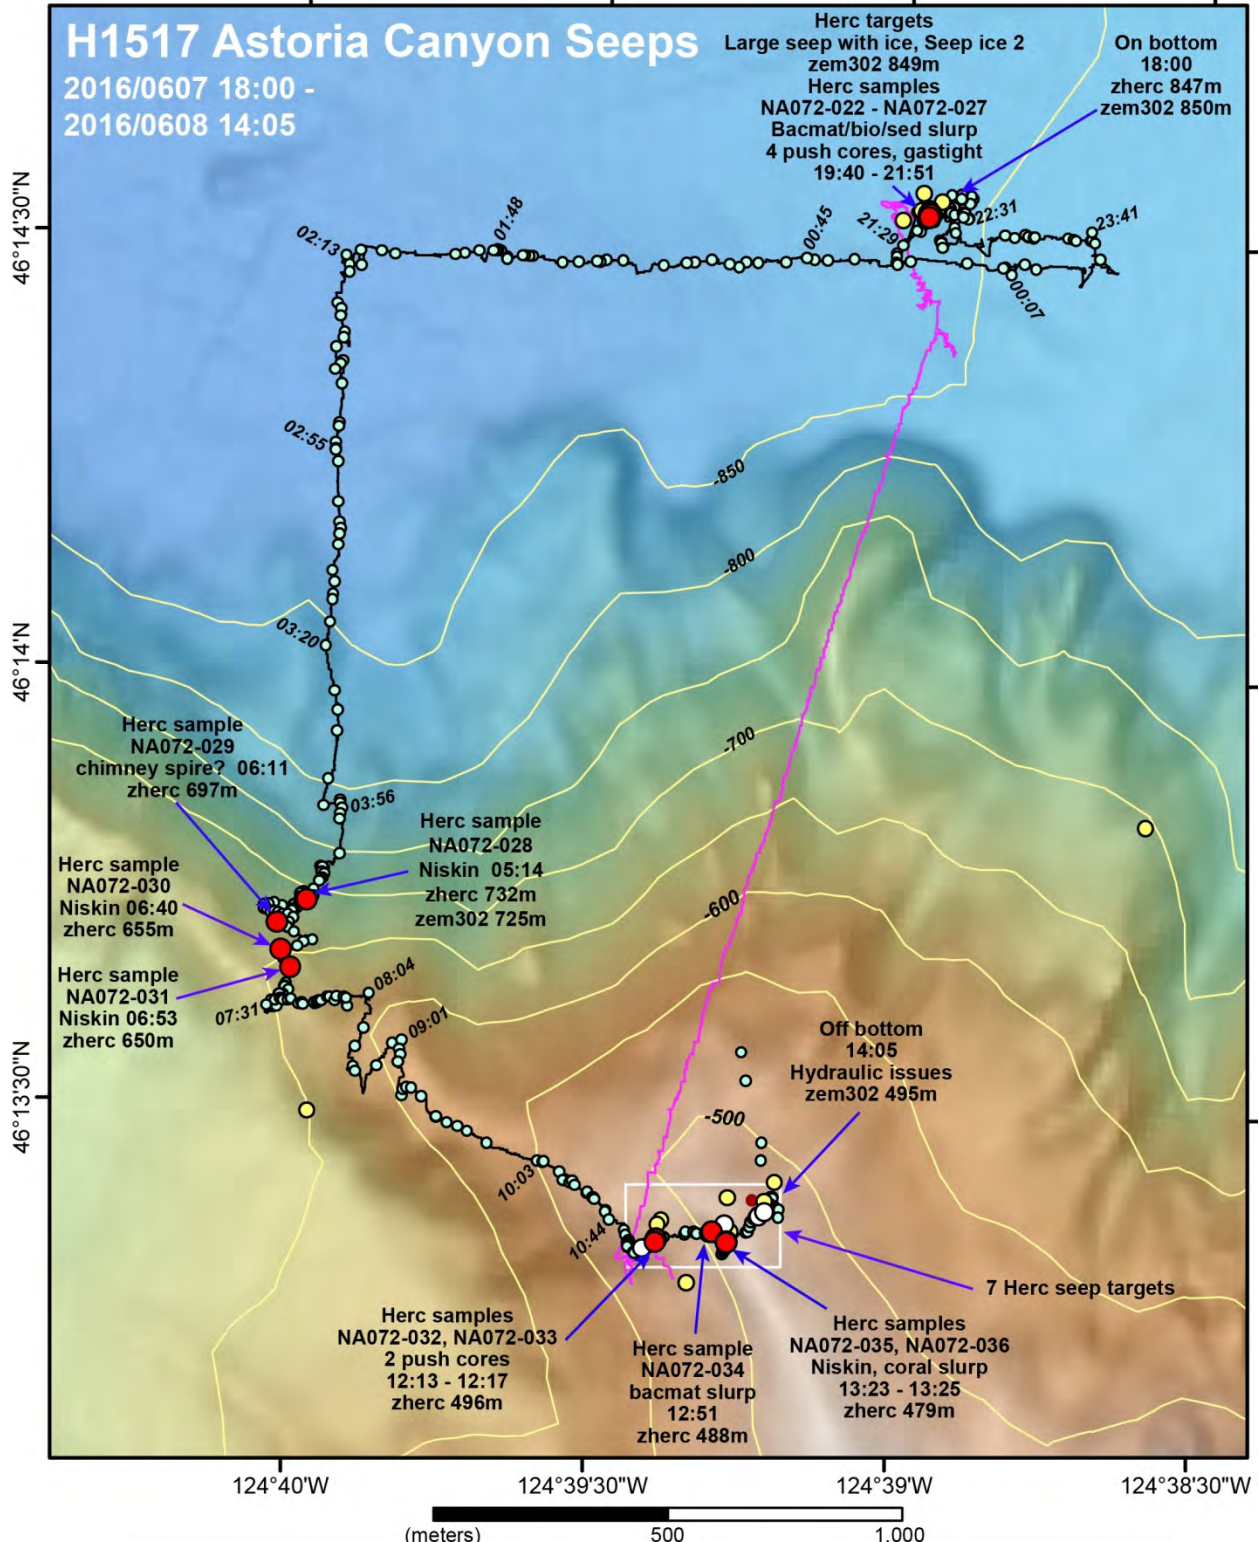 H1517 Astoria Canyon Seeps
2016/0607 18:00 -
2016/0608 14:05
Herc targets
Large seep with ice, Seep ice 2
zem302 849m
Herc samples
NA072-022 - NA072-027
Bacmat/bio/sed slurp
4 push cores, gastight
19:40 - 21:51
On bottom
18:00
zherc 847m
zem302 850m
46°14'30"N
02:13
01:48
00:45
21:29
22:31
23:41
00:07
02:55
-850
-800
03:20
46°14'N
-700
Herc sample
NA072-029
chimney spire? 06:11
zherc 697m
03:56
Herc sample
NA072-028
Niskin 05:14
zherc 732m
zem302 725m
Herc sample
NA072-030
Niskin 06:40
zherc 655m
-600
Herc sample
NA072-031
Niskin 06:53
zherc 650m
07:31
08:04
09:01
Off bottom
14:05
Hydraulic issues
zem302 495m
46°13'30"N
-500
10:03
10:44
7 Herc seep targets
Herc samples
NA072-032, NA072-033
2 push cores
12:13 - 12:17
zherc 496m
Herc sample
NA072-034
bacmat slurp
12:51
zherc 488m
Herc samples
NA072-035, NA072-036
Niskin, coral slurp
13:23 - 13:25
zherc 479m
124°40'W
124°39'30"W
124°39'W
124°38'30"W
(meters)
500
1,000